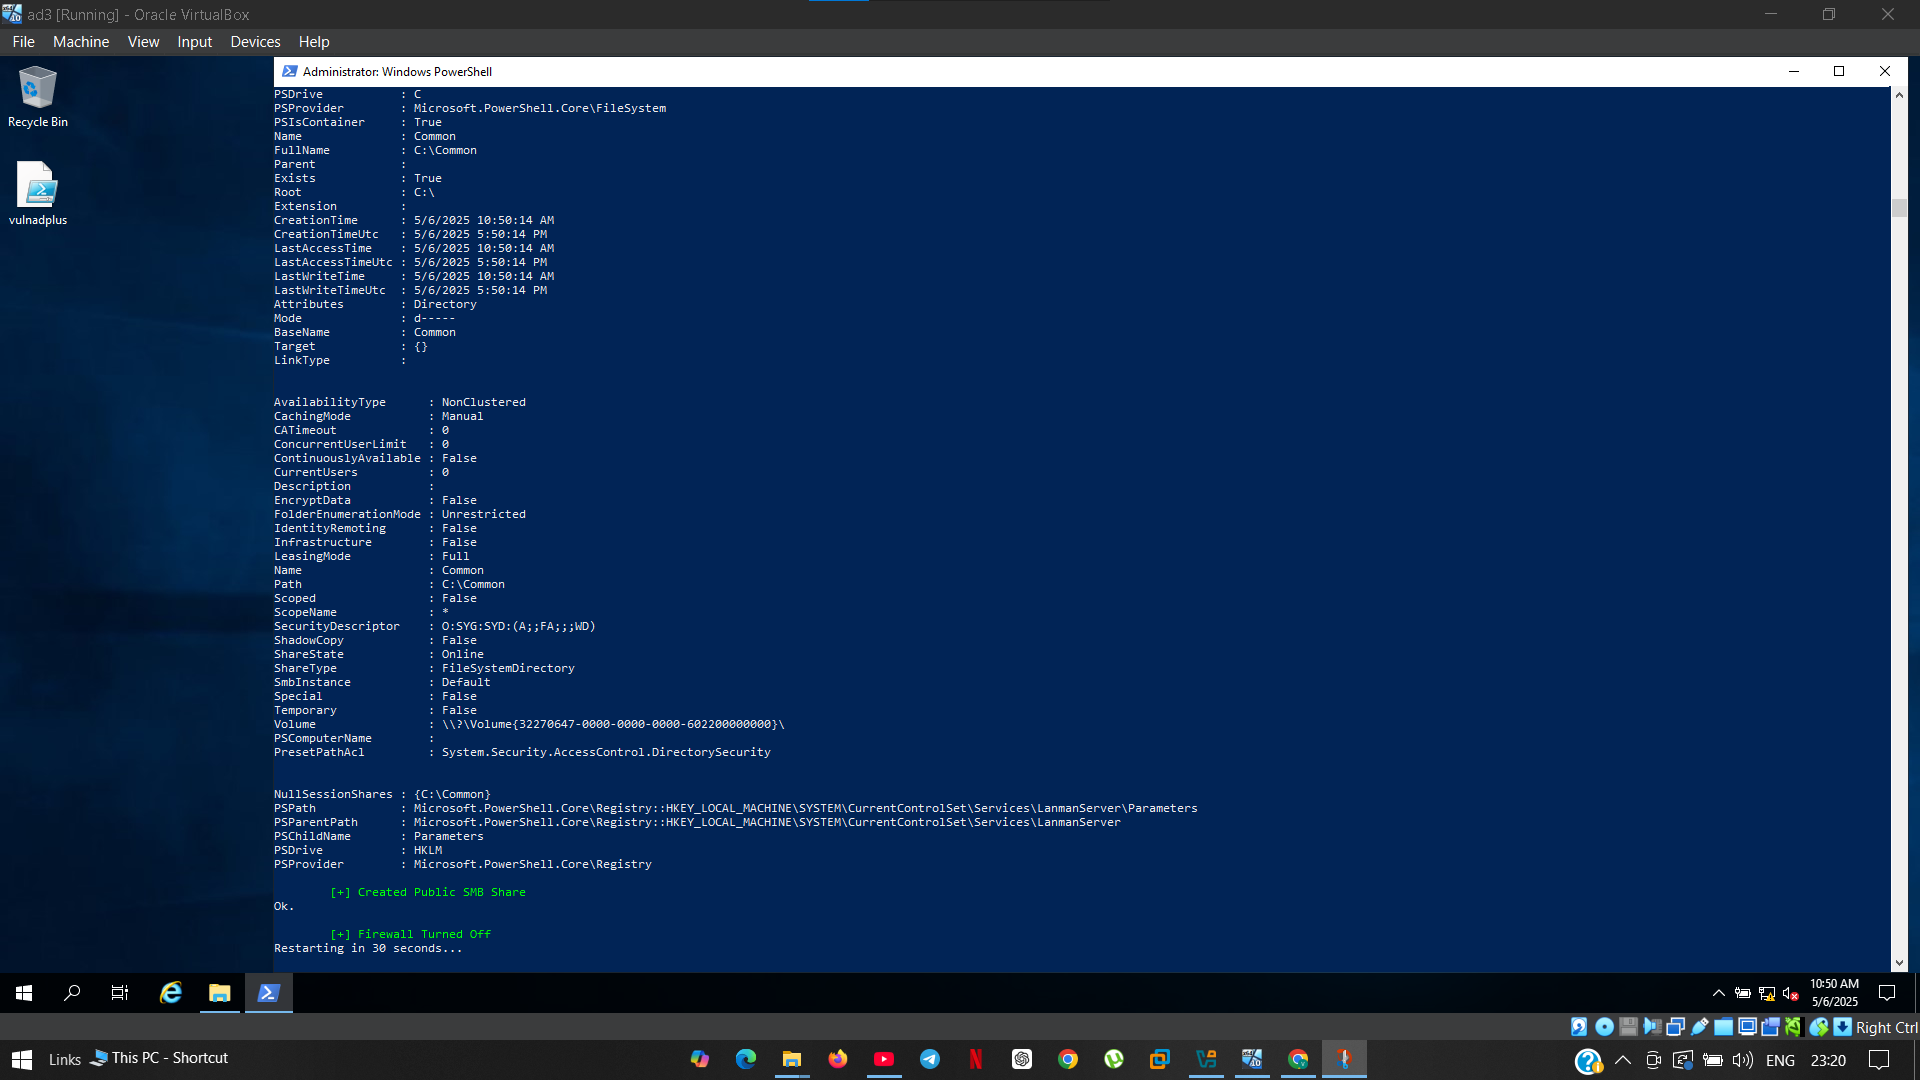 ad3 [Running] - Oracle VirtualBox
File Machine View Input Devices Help
Recycle Bin
vulnadplus
Administrator: Windows PowerShell
PSDrive : C
PSProvider : Microsoft.PowerShell.Core\FileSystem
PSIsContainer : True
Name : Common
FullName : C:\Common
Parent :
Exists : True
Root : C:\
Extension :
CreationTime : 5/6/2025 10:50:14 AM
CreationTimeUtc : 5/6/2025 5:50:14 PM
LastAccessTime : 5/6/2025 10:50:14 AM
LastAccessTimeUtc : 5/6/2025 5:50:14 PM
LastWriteTime : 5/6/2025 10:50:14 AM
LastWriteTimeUtc : 5/6/2025 5:50:14 PM
Attributes : Directory
Mode : d-----
BaseName : Common
Target : {}
LinkType :
AvailabilityType : NonClustered
CachingMode : Manual
CATimeout : 0
ConcurrentUserLimit : 0
ContinuouslyAvailable : False
CurrentUsers : 0
Description :
EncryptData : False
FolderEnumerationMode : Unrestricted
IdentityRemoting : False
Infrastructure : False
LeasingMode : Full
Name : Common
Path : C:\Common
Scoped : False
ScopeName : *
SecurityDescriptor : O:SYG:SYD:(A;;FA;;;WD)
ShadowCopy : False
ShareState : Online
ShareType : FileSystemDirectory
SmbInstance : Default
Special : False
Temporary : False
Volume : \\?\Volume{32270647-0000-0000-0000-602200000000}\
PSComputerName :
PresetPathAcl : System.Security.AccessControl.DirectorySecurity
NullSessionShares : {C:\Common}
PSPath : Microsoft.PowerShell.Core\Registry::HKEY_LOCAL_MACHINE\SYSTEM\CurrentControlSet\Services\LanmanServer\Parameters
PSParentPath : Microsoft.PowerShell.Core\Registry::HKEY_LOCAL_MACHINE\SYSTEM\CurrentControlSet\Services\LanmanServer
PSChildName : Parameters
PSDrive : HKLM
PSProvider : Microsoft.PowerShell.Core\Registry
[+] Created Public SMB Share
Ok.
[+] Firewall Turned Off
Restarting in 30 seconds...
10:50 AM
5/6/2025
Right Ctrl
Links This PC - Shortcut
ENG 23:20